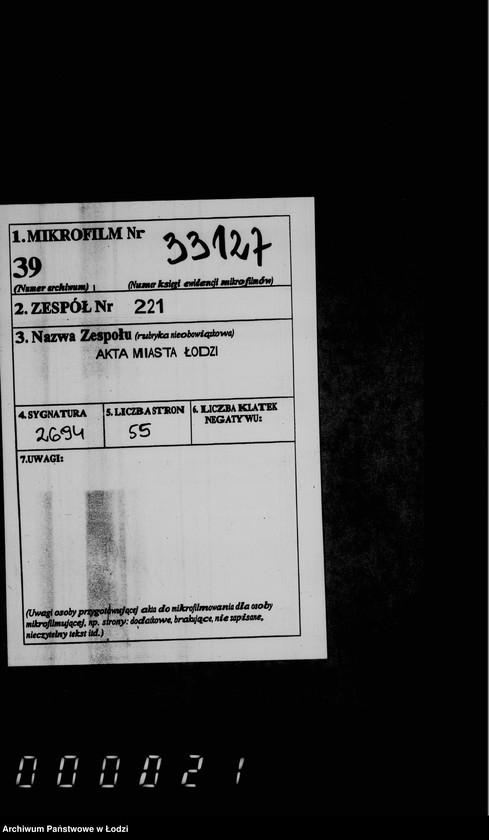 1. MIKROFILM Nr 33127
39
(Numer archiwum) (Numer księgi ewidencji mikrofilmów)
2. ZESPÓŁ Nr 221
3. Nazwa Zespołu (rubryka nieobowiązkowa)
AKTA MIASTA ŁODZI
4. SYGNATURA 5. LICZBA STRON 6. LICZBA KLATEK
NEGATYWU:
2694 55
7. UWAGI:
(Uwagi osoby przygotowującej akta do mikrofilmowania dla osoby
mikrofilmującej, np. strony: dodatkowe, brakujące, nie zapisane,
nieczytelny tekst itd.)
000021
Archiwum Państwowe w Łodzi